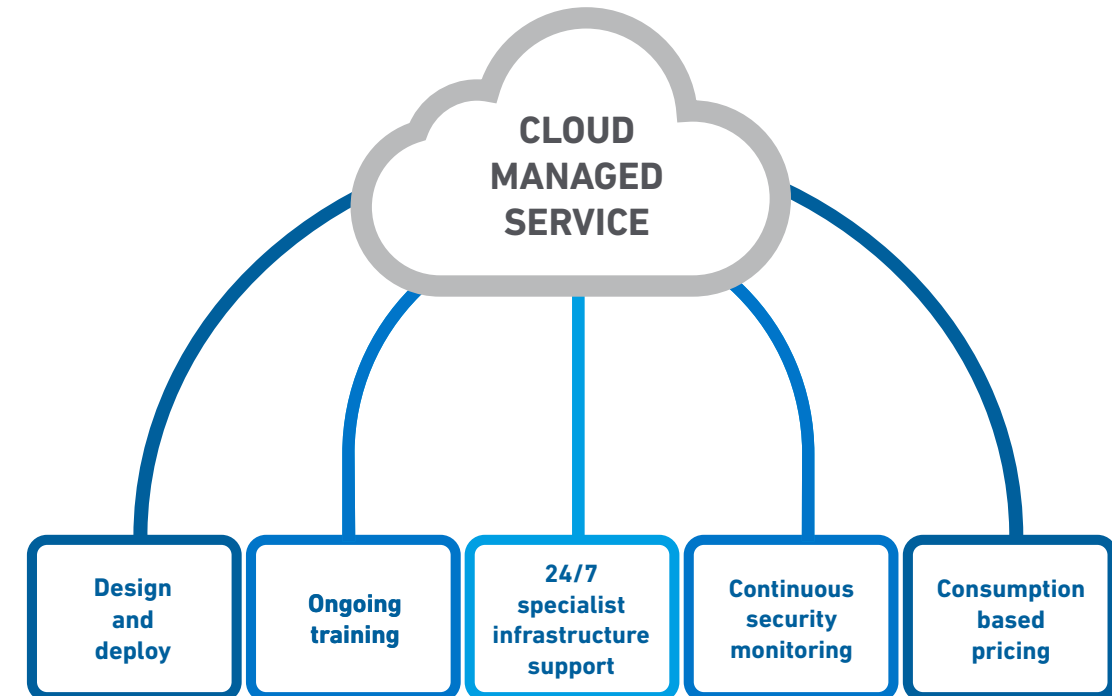 CLOUD
MANAGED
SERVICE
Design
and
deploy
Ongoing
training
24/7
specialist
infrastructure
support
Continuous
security
monitoring
Consumption
based
pricing